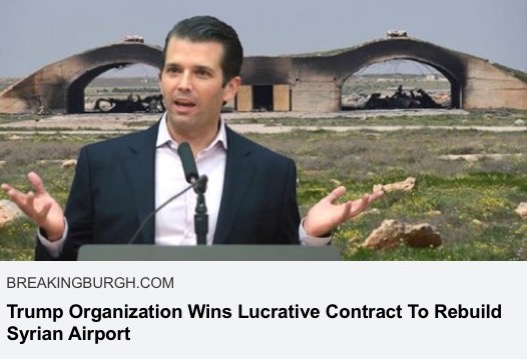 BREAKINGBURGH.COM
Trump Organization Wins Lucrative Contract To Rebuild
Syrian Airport